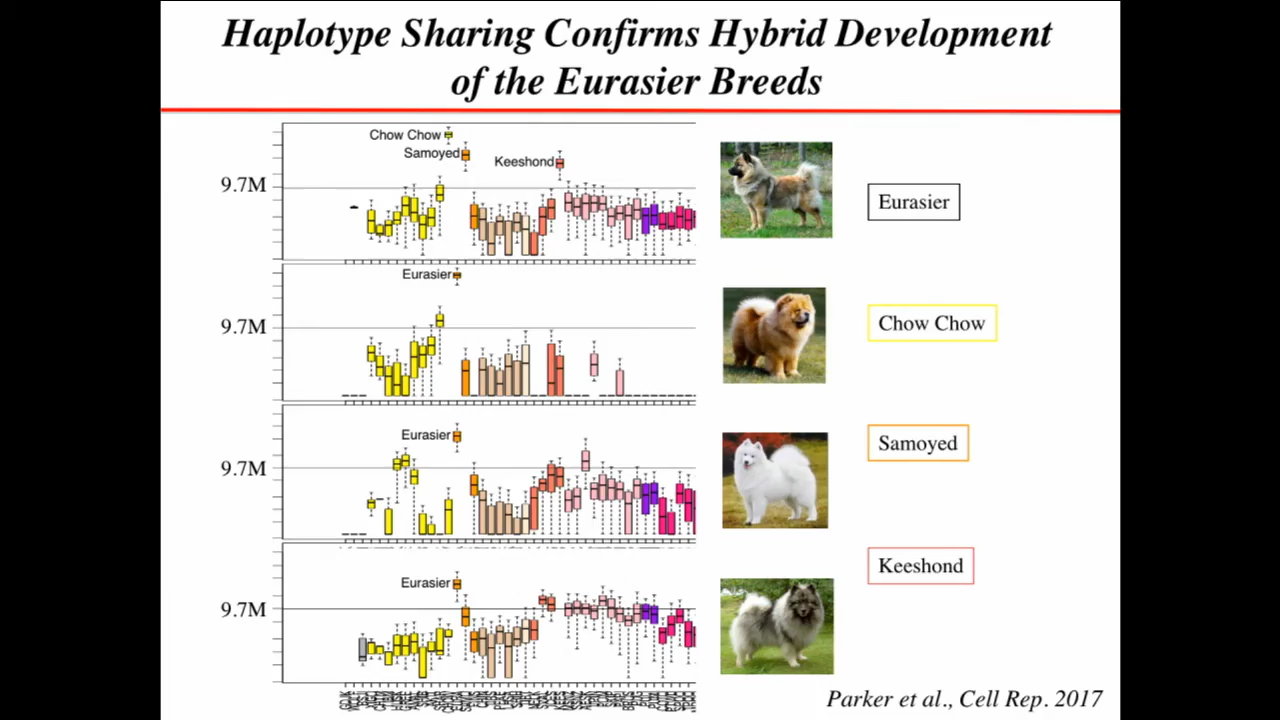 Haplotype Sharing Confirms Hybrid Development
of the Eurasier Breeds
Chow Chow
Samoyed
Keeshond
9.7M
Eurasier
Eurasier
9.7M
Chow Chow
Eurasier
9.7M
Samoyed
Eurasier
9.7M
Keeshond
Parker et al., Cell Rep. 2017